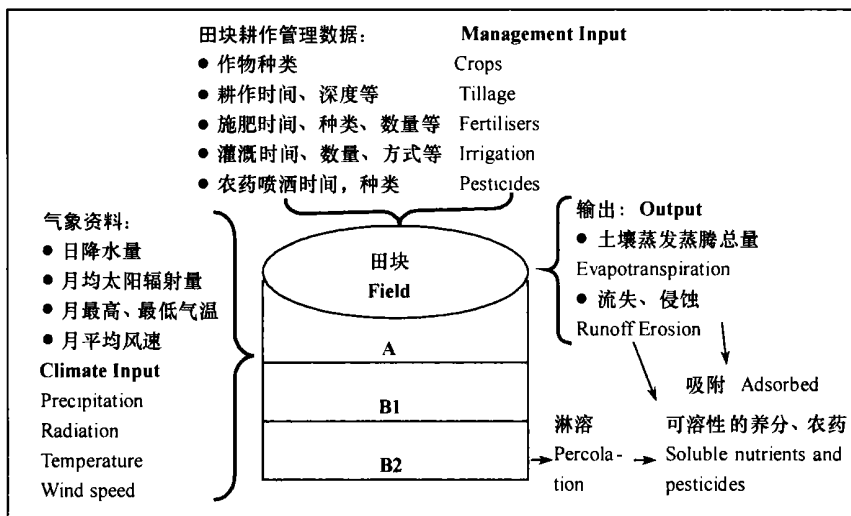 田块耕作管理数据： Management Input
● 作物种类 Crops
● 耕作时间、深度等 Tillage
● 施肥时间、种类、数量等 Fertilisers
● 灌溉时间、数量、方式等 Irrigation
● 农药喷洒时间，种类 Pesticides
气象资料：
● 日降水量
● 月均太阳辐射量
● 月最高、最低气温
● 月平均风速
Climate Input
Precipitation
Radiation
Temperature
Wind speed
田块
Field
A
B1
B2
输出：Output
● 土壤蒸发蒸腾总量
Evapotranspiration
● 流失、侵蚀
Runoff Erosion
吸附 Adsorbed
淋溶
Percola-
tion
可溶性的养分、农药
Soluble nutrients and
pesticides